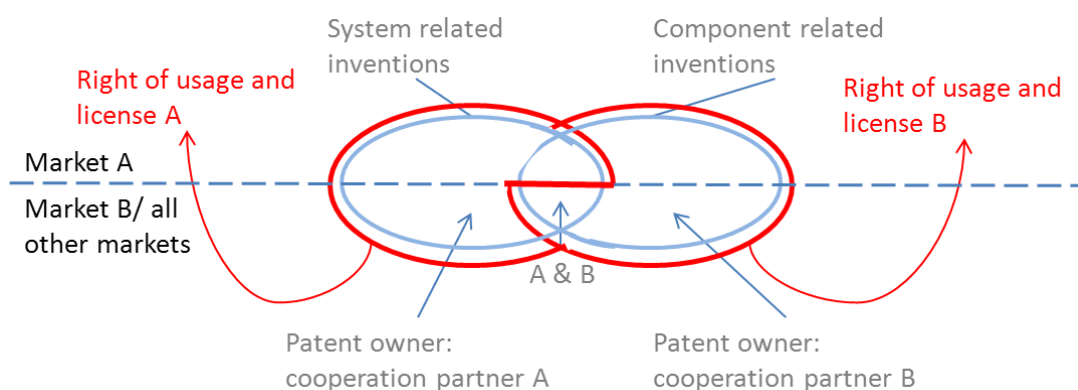 System related
inventions
Component related
inventions
Right of usage and
license A
Right of usage and
license B
Market A
Market B/ all
other markets
A & B
Patent owner:
cooperation partner A
Patent owner:
cooperation partner B